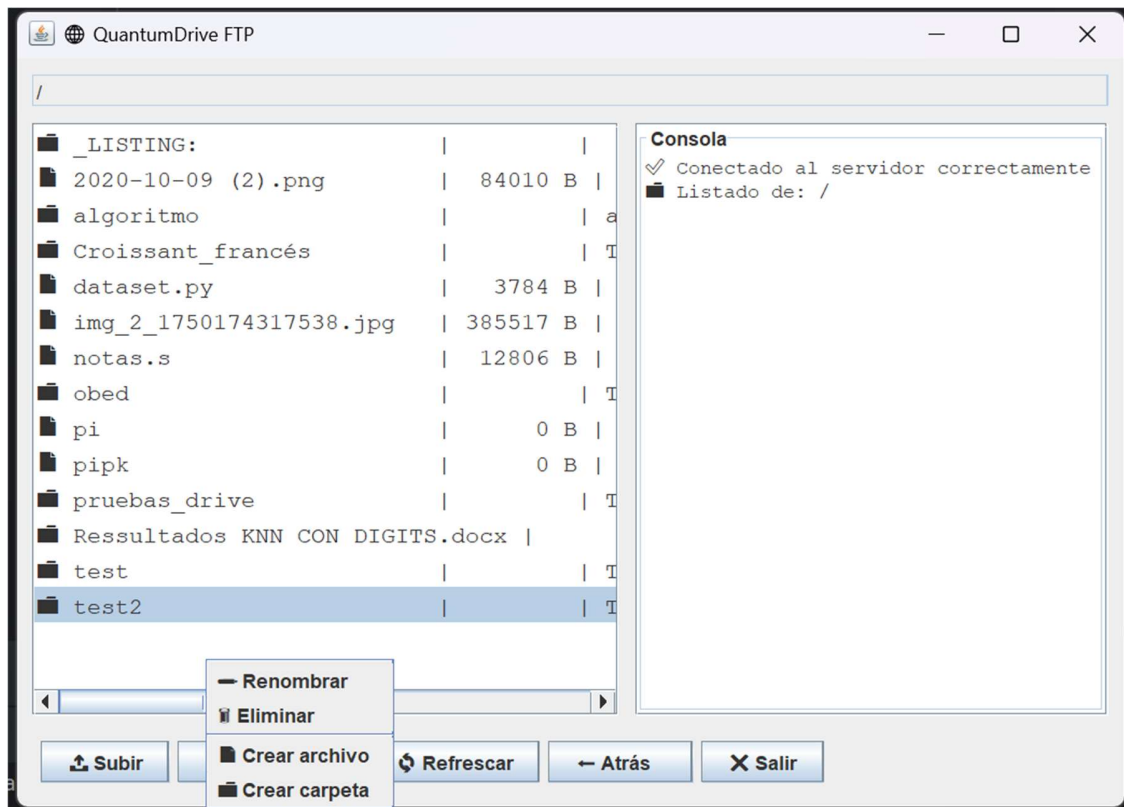 QuantumDrive FTP
/
_LISTING: | |
2020-10-09 (2).png | 84010 B |
algoritmo | | a
Croissant_francés | | T
dataset.py | 3784 B |
img_2_1750174317538.jpg | 385517 B |
notas.s | 12806 B |
obed | | T
pi | 0 B |
pipk | 0 B |
pruebas_drive | | T
Ressultados KNN CON DIGITS.docx |
test | | T
test2 | | T
Consola
Conectado al servidor correctamente
Listado de: /
Renombrar
Eliminar
Crear archivo
Crear carpeta
Subir
Refrescar
Atrás
Salir